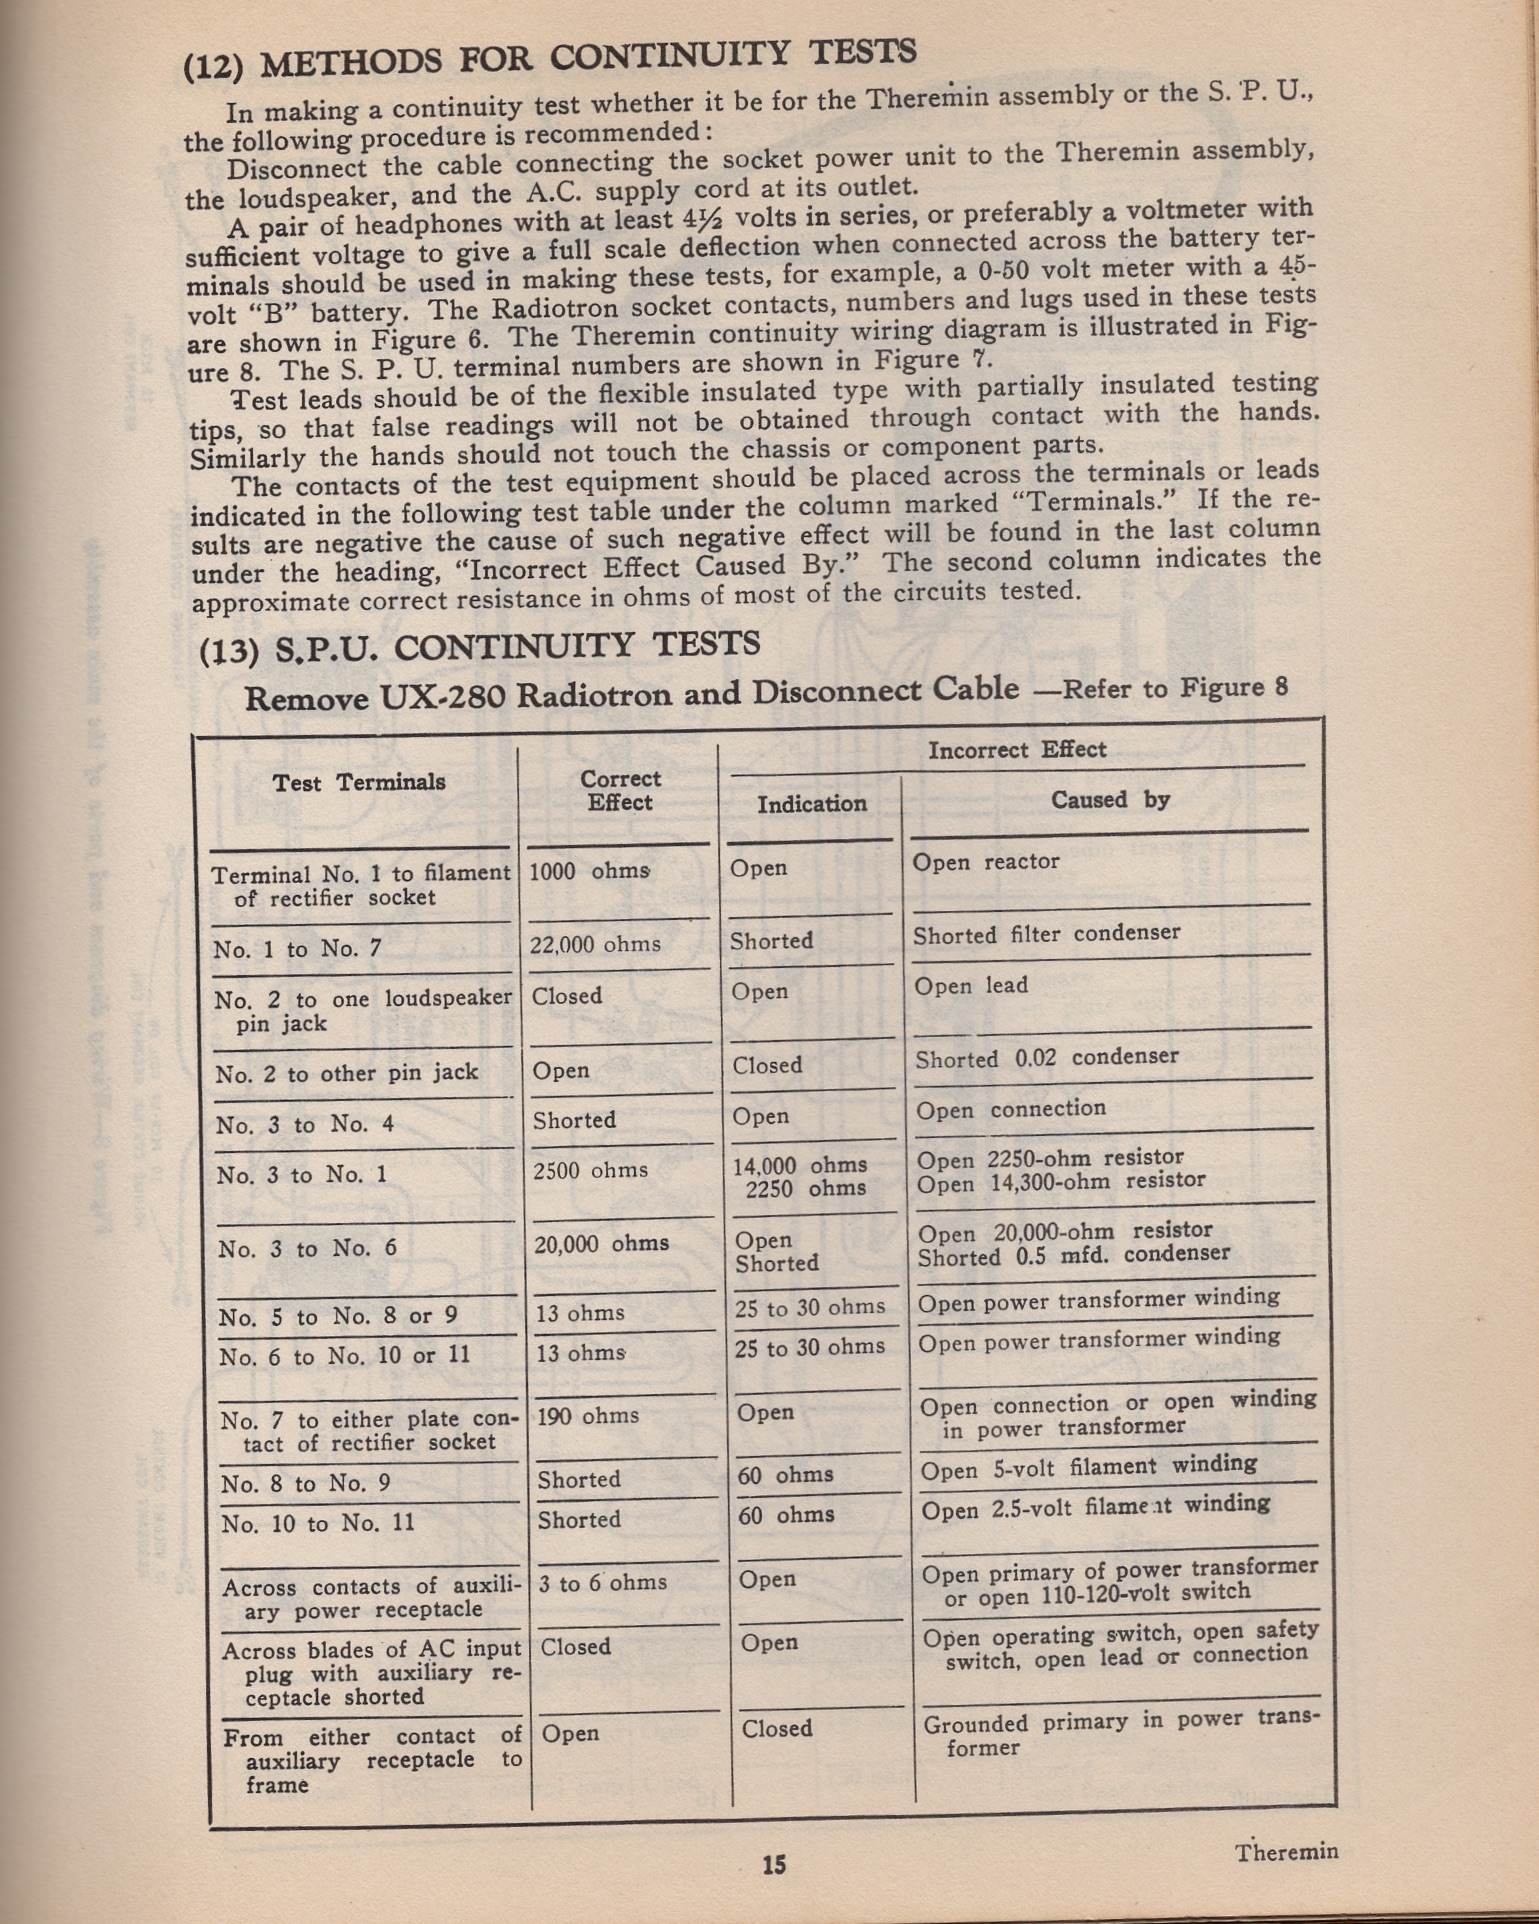 (12) METHODS FOR CONTINUITY TESTS
In making a continuity test whether it be for the Theremin assembly or the S. P. U.,
the following procedure is recommended:
Disconnect the cable connecting the socket power unit to the Theremin assembly,
the loudspeaker, and the A.C. supply cord at its outlet.
A pair of headphones with at least 4½ volts in series, or preferably a voltmeter with
sufficient voltage to give a full scale deflection when connected across the battery ter-
minals should be used in making these tests, for example, a 0-50 volt meter with a 45-
volt “B” battery. The Radiotron socket contacts, numbers and lugs used in these tests
are shown in Figure 6. The Theremin continuity wiring diagram is illustrated in Fig-
ure 8. The S. P. U. terminal numbers are shown in Figure 7.
Test leads should be of the flexible insulated type with partially insulated testing
tips, so that false readings will not be obtained through contact with the hands.
Similarly the hands should not touch the chassis or component parts.
The contacts of the test equipment should be placed across the terminals or leads
indicated in the following test table under the column marked “Terminals.” If the re-
sults are negative the cause of such negative effect will be found in the last column
under the heading, “Incorrect Effect Caused By.” The second column indicates the
approximate correct resistance in ohms of most of the circuits tested.
(13) S.P.U. CONTINUITY TESTS
Remove UX-280 Radiotron and Disconnect Cable —Refer to Figure 8
Test Terminals
Correct
Effect
Incorrect Effect
Indication
Caused by
Terminal No. 1 to filament
of rectifier socket
1000 ohms
Open
Open reactor
No. 1 to No. 7
22,000 ohms
Shorted
Shorted filter condenser
No. 2 to one loudspeaker
pin jack
Closed
Open
Open lead
No. 2 to other pin jack
Open
Closed
Shorted 0.02 condenser
No. 3 to No. 4
Shorted
Open
Open connection
No. 3 to No. 1
2500 ohms
14,000 ohms
2250 ohms
Open 2250-ohm resistor
Open 14,300-ohm resistor
No. 3 to No. 6
20,000 ohms
Open
Shorted
Open 20,000-ohm resistor
Shorted 0.5 mfd. condenser
No. 5 to No. 8 or 9
13 ohms
25 to 30 ohms
Open power transformer winding
No. 6 to No. 10 or 11
13 ohms
25 to 30 ohms
Open power transformer winding
No. 7 to either plate con-
tact of rectifier socket
190 ohms
Open
Open connection or open winding
in power transformer
No. 8 to No. 9
Shorted
60 ohms
Open 5-volt filament winding
No. 10 to No. 11
Shorted
60 ohms
Open 2.5-volt filament winding
Across contacts of auxili-
ary power receptacle
3 to 6 ohms
Open
Open primary of power transformer
or open 110-120-volt switch
Across blades of AC input
plug with auxiliary re-
ceptacle shorted
Closed
Open
Open operating switch, open safety
switch, open lead or connection
From either contact of
auxiliary receptacle to
frame
Open
Closed
Grounded primary in power trans-
former
15
Theremin